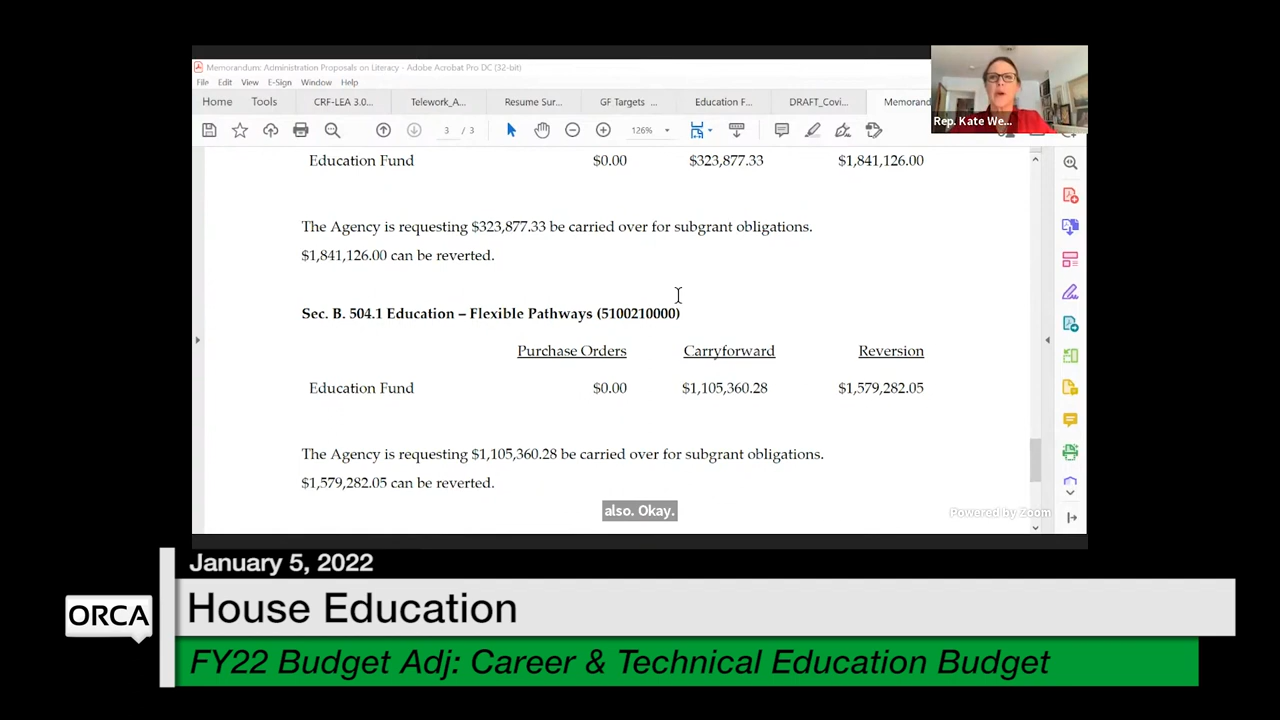 Memorandum: Administration Proposals on Literacy - Adobe Acrobat Pro DC (32-bit)
File Edit View E-Sign Window Help
Home Tools CRF-LEA 3.0... Telework_A... Resume Sur... GF Targets ... Education F... DRAFT_Covi... Memorand
3 / 3 126%
Rep. Kate We...
Education Fund $0.00 $323,877.33 $1,841,126.00
The Agency is requesting $323,877.33 be carried over for subgrant obligations.
$1,841,126.00 can be reverted.
Sec. B. 504.1 Education – Flexible Pathways (5100210000)
Purchase Orders Carryforward Reversion
Education Fund $0.00 $1,105,360.28 $1,579,282.05
The Agency is requesting $1,105,360.28 be carried over for subgrant obligations.
$1,579,282.05 can be reverted.
also. Okay.
Powered by Zoom
January 5, 2022
ORCA
House Education
FY22 Budget Adj: Career & Technical Education Budget